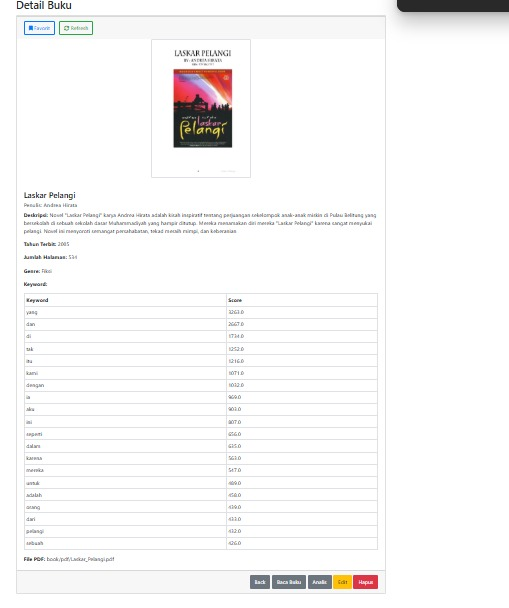 Detail Buku
Favorit Refresh
LASKAR PELANGI
BY: ANDREA HIRATA
Laskar
Pelangi
Laskar Pelangi
Penulis: Andrea Hirata
Deskripsi: Novel "Laskar Pelangi" karya Andrea Hirata adalah kisah inspiratif tentang perjuangan sekelompok anak-anak miskin di Pulau Belitung yang
bersekolah di sebuah sekolah dasar Muhammadiyah yang hampir ditutup. Mereka menamakan diri mereka "Laskar Pelangi" karena sangat menyukai
pelangi. Novel ini menyoroti semangat persahabatan, tekad meraih mimpi, dan keberanian
Tahun Terbit: 2005
Jumlah Halaman: 534
Genre: Fiksi
Keyword:
Keyword Score
yang 3263.0
dan 2667.0
di 1734.0
tak 1252.0
itu 1216.0
kami 1071.0
dengan 1032.0
ia 969.0
aku 903.0
ini 807.0
seperti 656.0
dalam 635.0
karena 563.0
mereka 547.0
untuk 489.0
adalah 458.0
orang 439.0
dari 433.0
pelangi 432.0
sebuah 426.0
File PDF: book/pdf/Laskar_Pelangi.pdf
Back Baca Buku Analis Edit Hapus